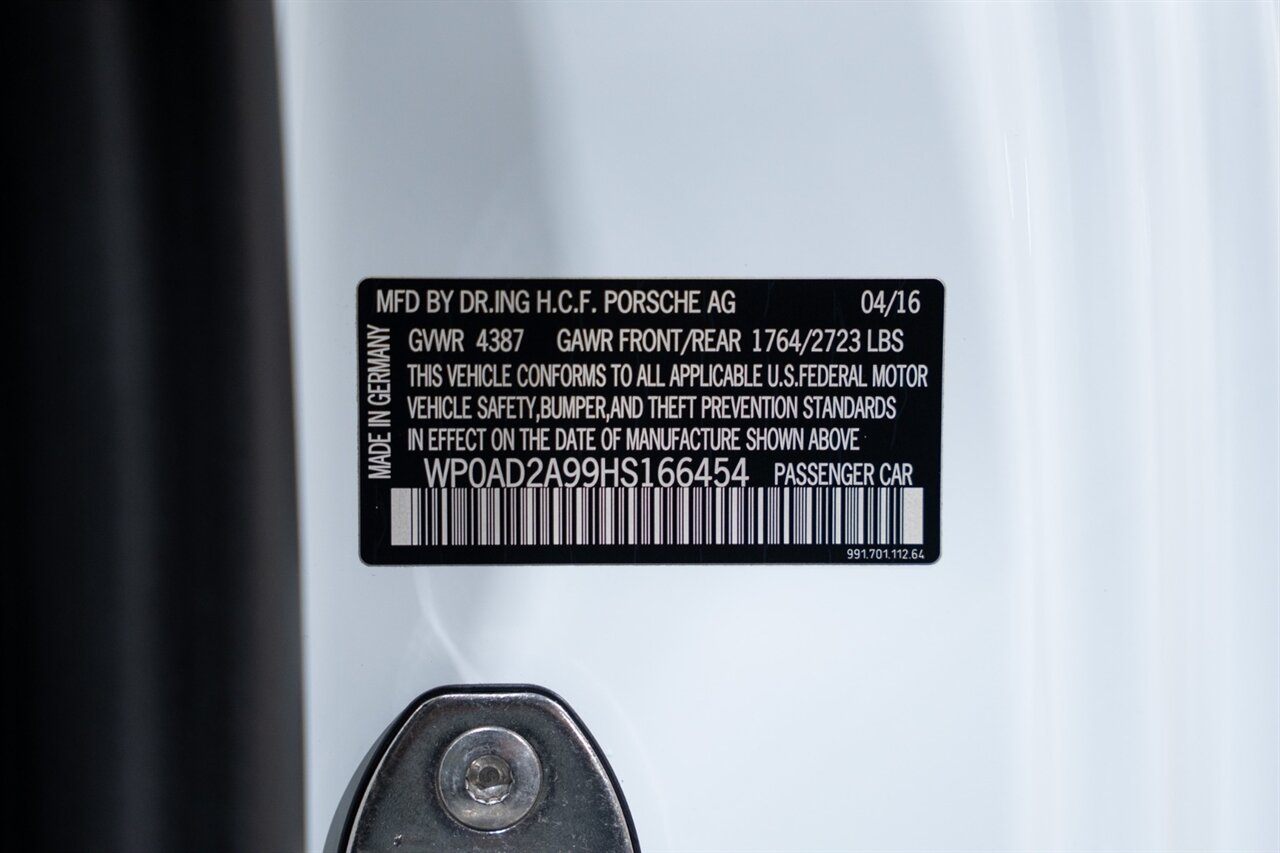 MFD BY DR.ING H.C.F. PORSCHE AG 04/16
MADE IN GERMANY
GVWR 4387 GAWR FRONT/REAR 1764/2723 LBS
THIS VEHICLE CONFORMS TO ALL APPLICABLE U.S.FEDERAL MOTOR
VEHICLE SAFETY,BUMPER,AND THEFT PREVENTION STANDARDS
IN EFFECT ON THE DATE OF MANUFACTURE SHOWN ABOVE
WP0AD2A99HS166454 PASSENGER CAR
991.701.112.64